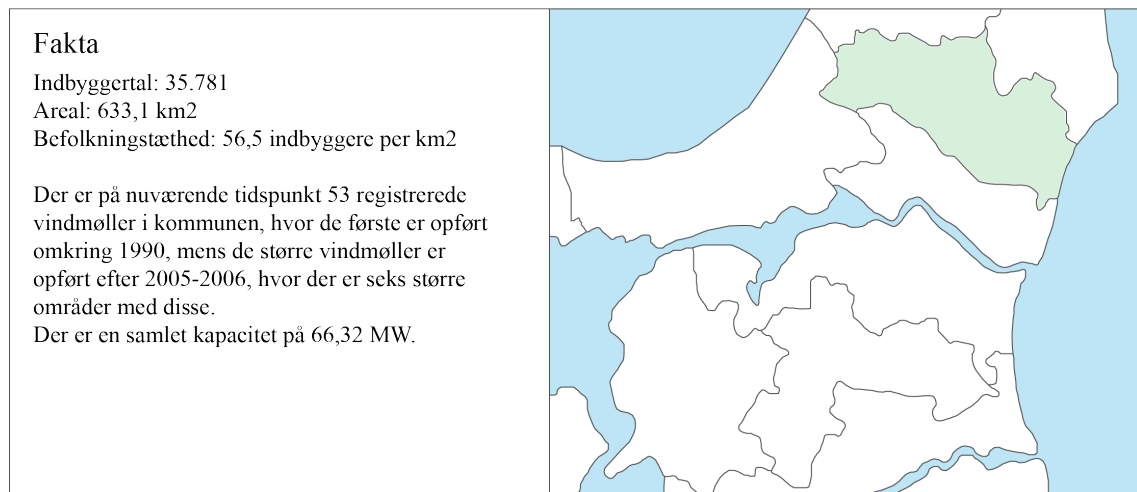 Fakta
Indbyggertal: 35.781
Areal: 633,1 km2
Befolkningstæthed: 56,5 indbyggere per km2
Der er på nuværende tidspunkt 53 registrerede
vindmøller i kommunen, hvor de første er opført
omkring 1990, mens de større vindmøller er
opført efter 2005-2006, hvor der er seks større
områder med disse.
Der er en samlet kapacitet på 66,32 MW.